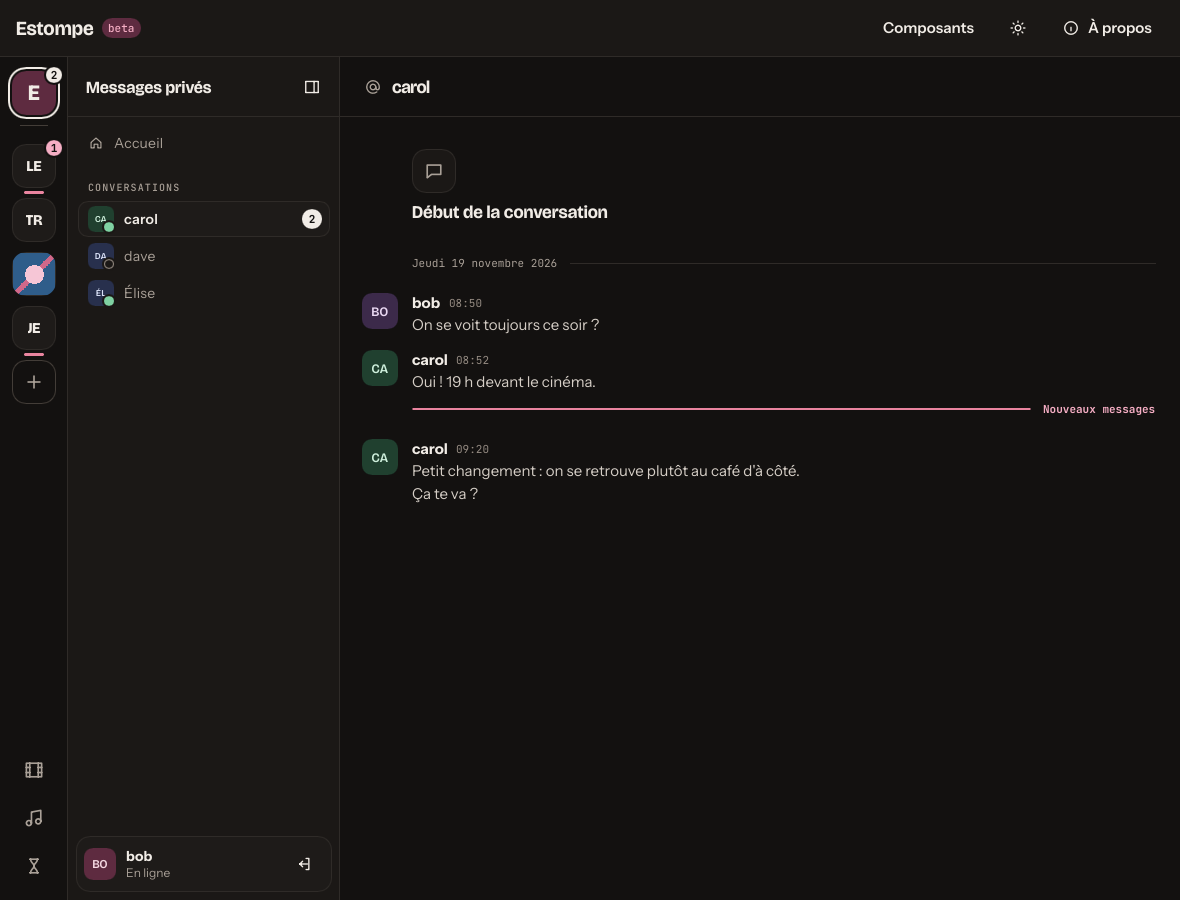 Estompe beta
Composants
À propos
E 2
LE 1
TR
JE
Messages privés
Accueil
CONVERSATIONS
CA carol 2
DA dave
ÉL Élise
BO bob
En ligne
carol
Début de la conversation
Jeudi 19 novembre 2026
BO bob 08:50
On se voit toujours ce soir ?
CA carol 08:52
Oui ! 19 h devant le cinéma.
Nouveaux messages
CA carol 09:20
Petit changement : on se retrouve plutôt au café d'à côté.
Ça te va ?